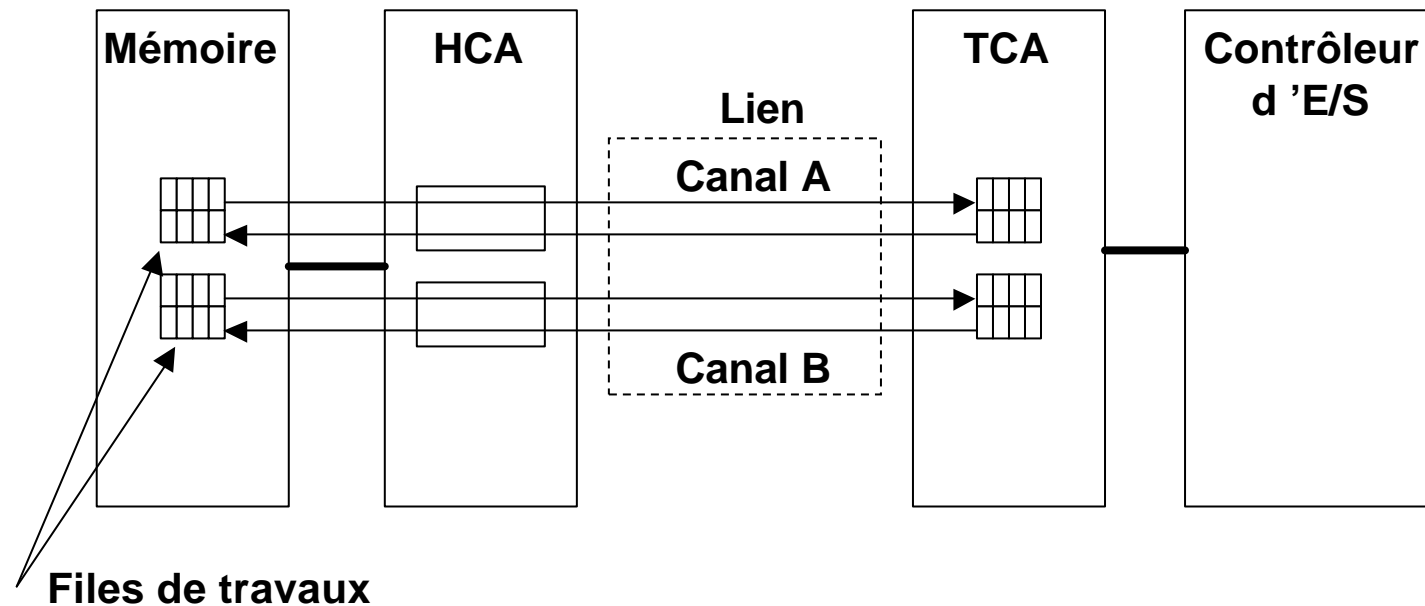 Mémoire
HCA
TCA
Contrôleur
d ’E/S
Lien
Canal A
Canal B
Files de travaux